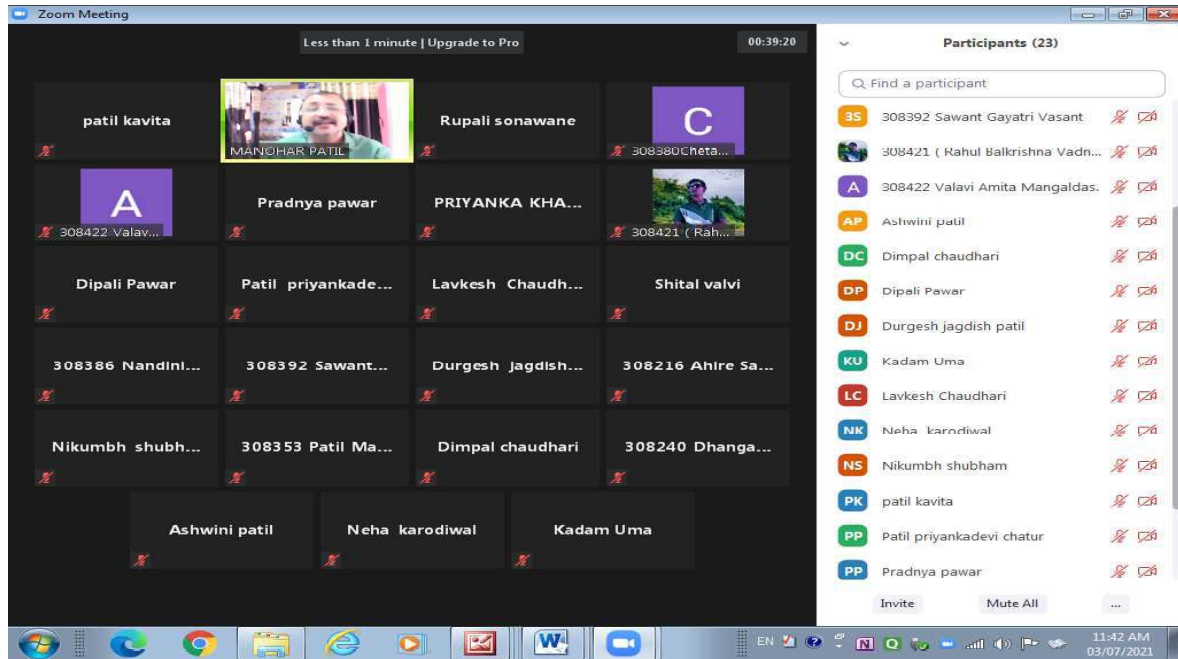 Zoom Meeting
Less than 1 minute | Upgrade to Pro
00:39:20
patil kavita
MANOHAR PATIL
Rupali sonawane
C
308380Cheta...
A
308422 Valav...
Pradnya pawar
PRIYANKA KHA...
308421 ( Rah...
Dipali Pawar
Patil priyankade...
Lavkesh Chaudh...
Shital valvi
308386 Nandini...
308392 Sawant...
Durgesh jagdish...
308216 Ahire Sa...
Nikumbh shubh...
308353 Patil Ma...
Dimpal chaudhari
308240 Dhanga...
Ashwini patil
Neha karodiwal
Kadam Uma
Participants (23)
Find a participant
3S 308392 Sawant Gayatri Vasant
308421 ( Rahul Balkrishna Vadn...
A 308422 Valavi Amita Mangaldas.
AP Ashwini patil
DC Dimpal chaudhari
DP Dipali Pawar
DJ Durgesh jagdish patil
KU Kadam Uma
LC Lavkesh Chaudhari
NK Neha karodiwal
NS Nikumbh shubham
PK patil kavita
PP Patil priyankadevi chatur
PP Pradnya pawar
Invite Mute All ...
W
EN
N
Q
11:42 AM
03/07/2021